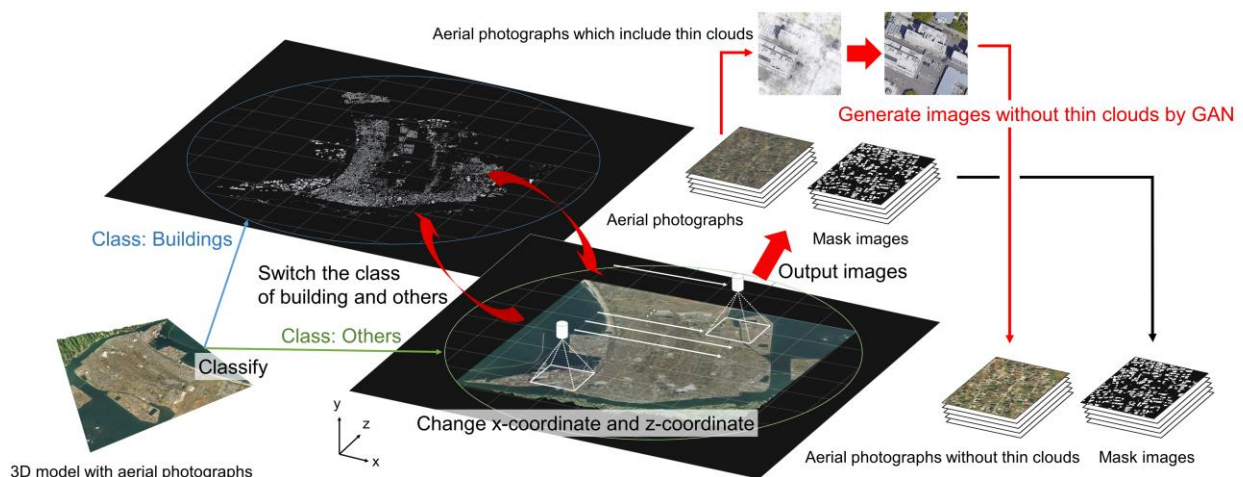 Aerial photographs which include thin clouds
Generate images without thin clouds by GAN
Aerial photographs
Mask images
Class: Buildings
Switch the class
of building and others
Output images
Class: Others
Classify
Change x-coordinate and z-coordinate
y
z
x
3D model with aerial photographs
Aerial photographs without thin clouds
Mask images